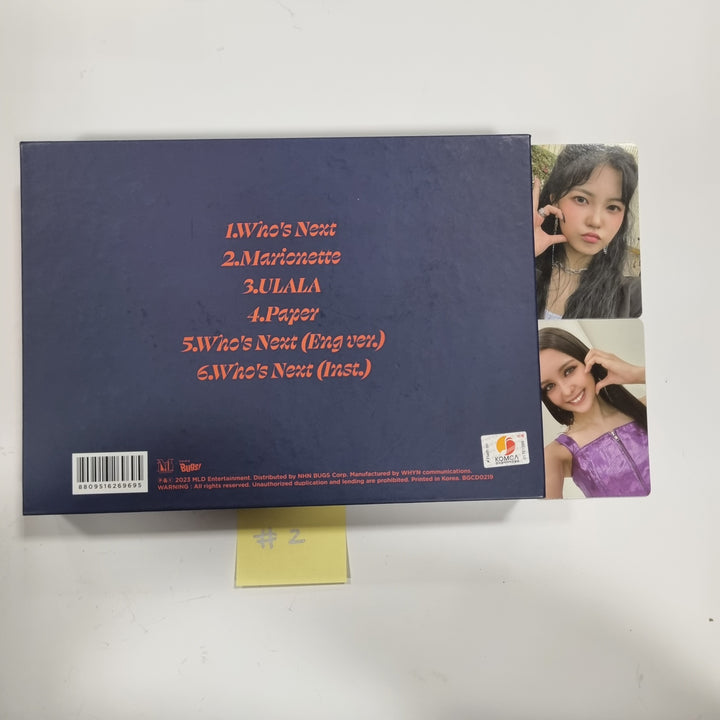 1.Who's Next
2.Marionette
3.ULALA
4.Paper
5.Who's Next (Eng ver.)
6.Who's Next (Inst.)
KOMCA
BUGS!
8809516269695
℗&© 2023 MLD Entertainment. Distributed by NHN BUGS Corp. Manufactured by WHYN communications.
WARNING : All rights reserved. Unauthorized duplication and lending are prohibited. Printed in Korea. BGCD0219
#2